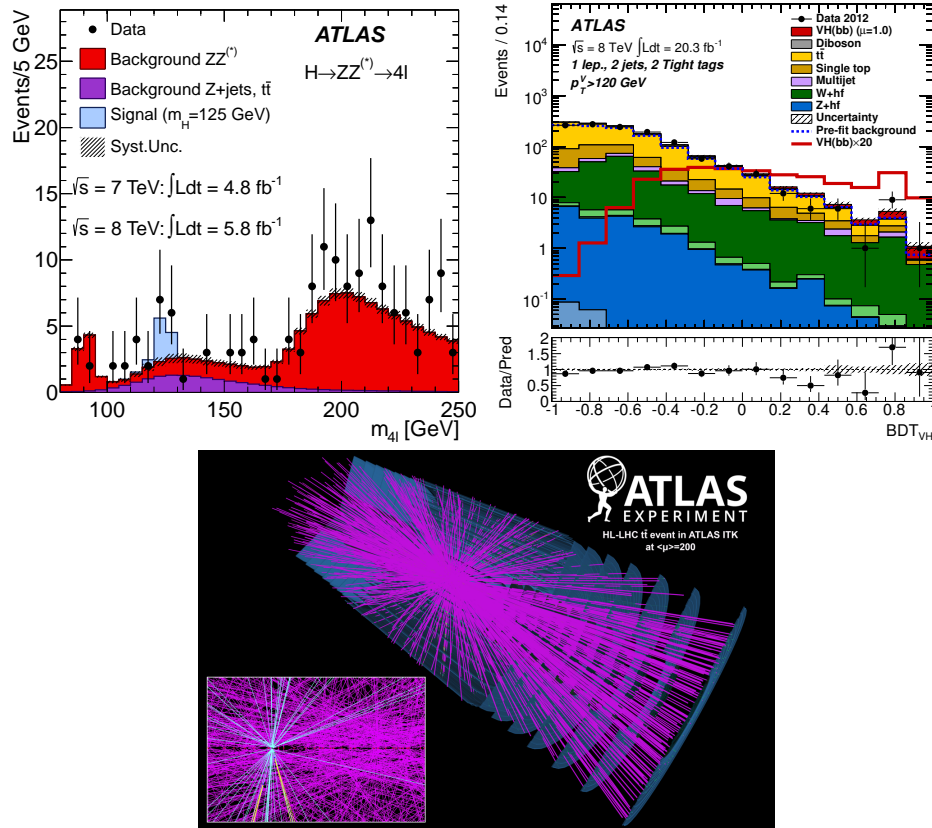 Events/5 GeV
25
20
15
10
5
0
Data
Background ZZ(*)
Background Z+jets, tt̄
Signal (mH=125 GeV)
Syst.Unc.
√s = 7 TeV: ∫Ldt = 4.8 fb-1
√s = 8 TeV: ∫Ldt = 5.8 fb-1
ATLAS
H→ZZ(*)→4l
100 150 200 250
m4l [GeV]
Events / 0.14
10^4
10^3
10^2
10
1
10^-1
ATLAS
√s = 8 TeV ∫Ldt = 20.3 fb-1
1 lep., 2 jets, 2 Tight tags
pTV>120 GeV
Data 2012
VH(bb) (μ=1.0)
Diboson
tt̄
Single top
Multijet
W+hf
Z+hf
Uncertainty
Pre-fit background
VH(bb)×20
Data/Pred
2
1.5
1
0.5
0
-1 -0.8 -0.6 -0.4 -0.2 0 0.2 0.4 0.6 0.8 1
BDTVH
ATLAS
EXPERIMENT
HL-LHC tt̄ event in ATLAS ITK
at <μ>=200